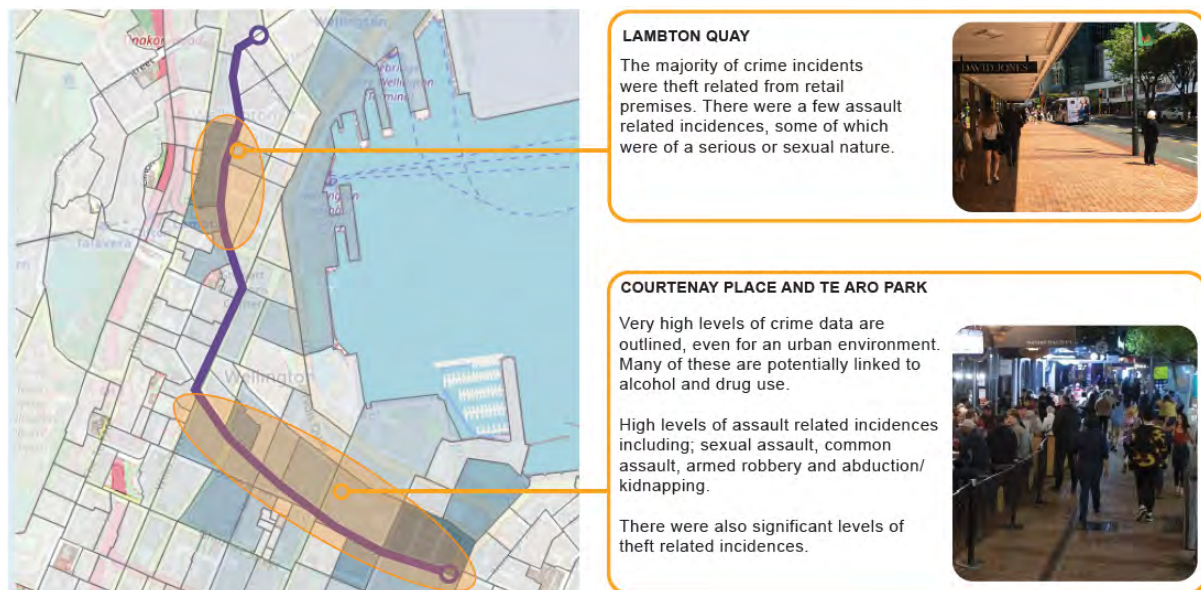 Wellington
LAMBTON QUAY
The majority of crime incidents
were theft related from retail
premises. There were a few assault
related incidences, some of which
were of a serious or sexual nature.
DAVID JONES
Talavera
Wellington
COURTENAY PLACE AND TE ARO PARK
Very high levels of crime data are
outlined, even for an urban environment.
Many of these are potentially linked to
alcohol and drug use.
High levels of assault related incidences
including; sexual assault, common
assault, armed robbery and abduction/
kidnapping.
There were also significant levels of
theft related incidences.